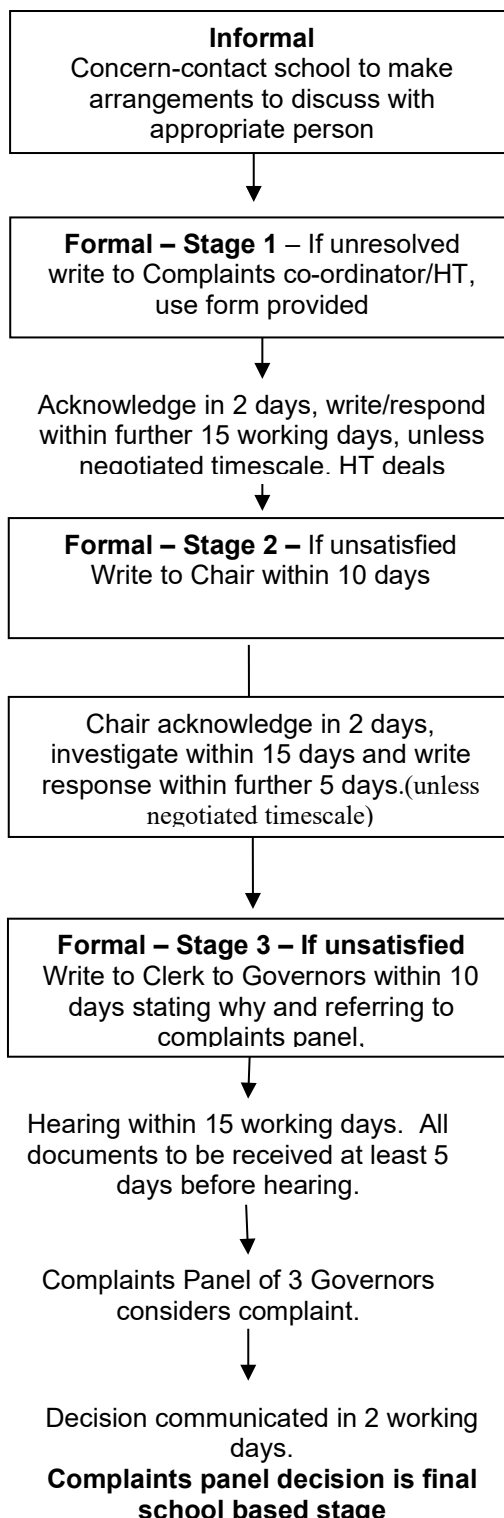 Informal
Concern-contact school to make
arrangements to discuss with
appropriate person
Formal – Stage 1 – If unresolved
write to Complaints co-ordinator/HT,
use form provided
Acknowledge in 2 days, write/respond
within further 15 working days, unless
negotiated timescale. HT deals
Formal – Stage 2 – If unsatisfied
Write to Chair within 10 days
Chair acknowledge in 2 days,
investigate within 15 days and write
response within further 5 days.(unless
negotiated timescale)
Formal – Stage 3 – If unsatisfied
Write to Clerk to Governors within 10
days stating why and referring to
complaints panel.
Hearing within 15 working days.  All
documents to be received at least 5
days before hearing.
Complaints Panel of 3 Governors
considers complaint.
Decision communicated in 2 working
days.
Complaints panel decision is final
school based stage